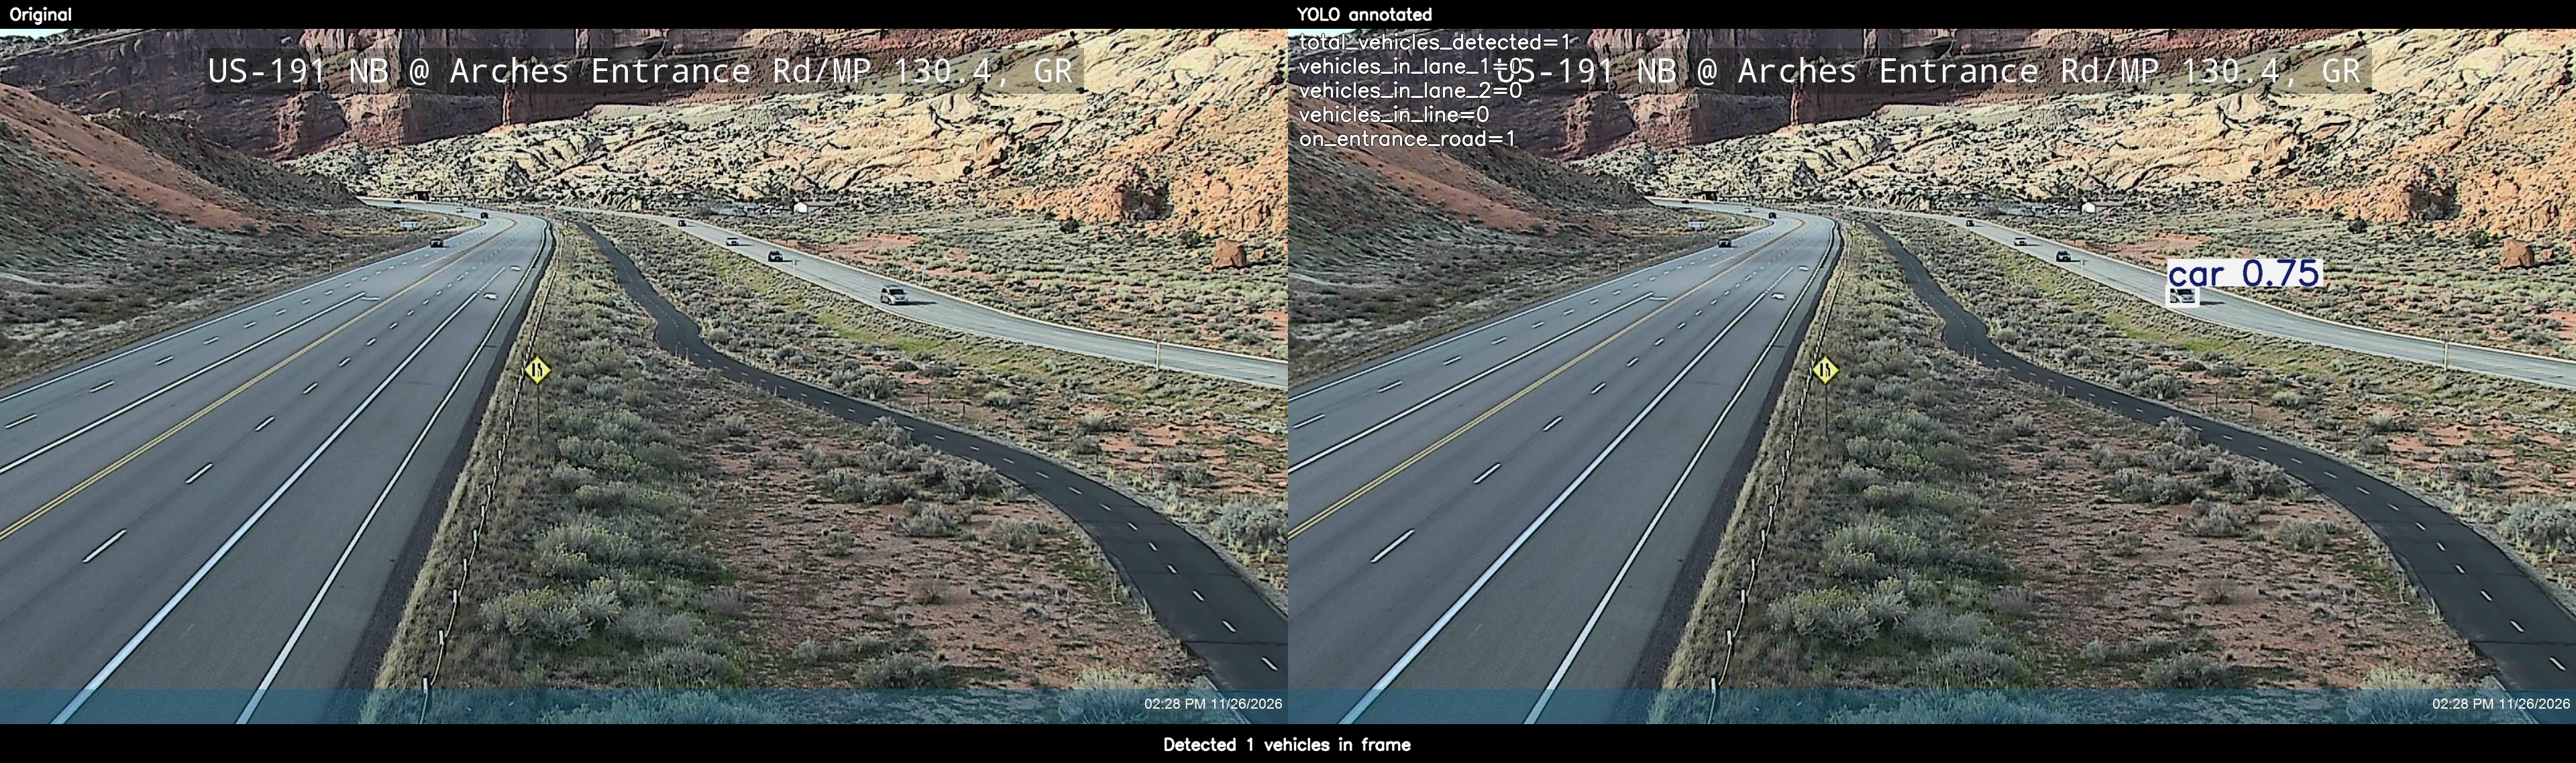 Original
YOLO annotated
US-191 NB @ Arches Entrance Rd/MP 130.4, GR
total_vehicles_detected=1
vehicles_in_lane_1=0
US-191 NB @ Arches Entrance Rd/MP 130.4, GR
vehicles_in_lane_2=0
vehicles_in_line=0
on_entrance_road=1
car 0.75
02:28 PM 11/26/2026
02:28 PM 11/26/2026
Detected 1 vehicles in frame